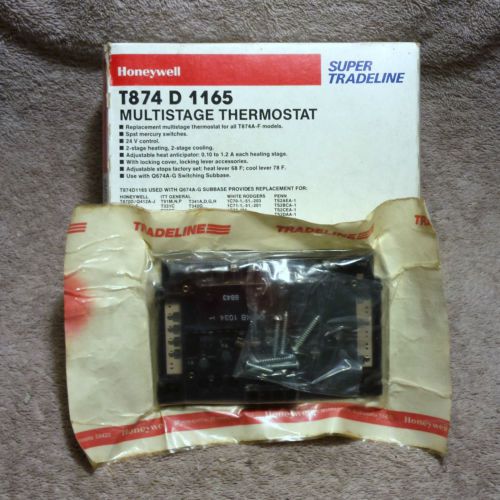 Honeywell
SUPER
TRADELINE
T874 D 1165
MULTISTAGE THERMOSTAT
Replacement multistage thermostat for all T874A-F models.
Spst mercury switches.
24 V control.
2-stage heating, 2-stage cooling.
Adjustable heat anticipator: 0.10 to 1.2 A each heating stage.
With locking cover, locking lever accessories.
Adjustable stops factory set: heat lever 68 F; cool lever 78 F.
Use with Q674A-G Switching Subbase.
T874D1165 USED WITH Q674A-G SUBBASE PROVIDES REPLACEMENT FOR:
HONEYWELL ITT GENERAL WHITE RODGERS PENN
TRADELINE
TRADELINE
8843
1034
Honeywell
Honeywell